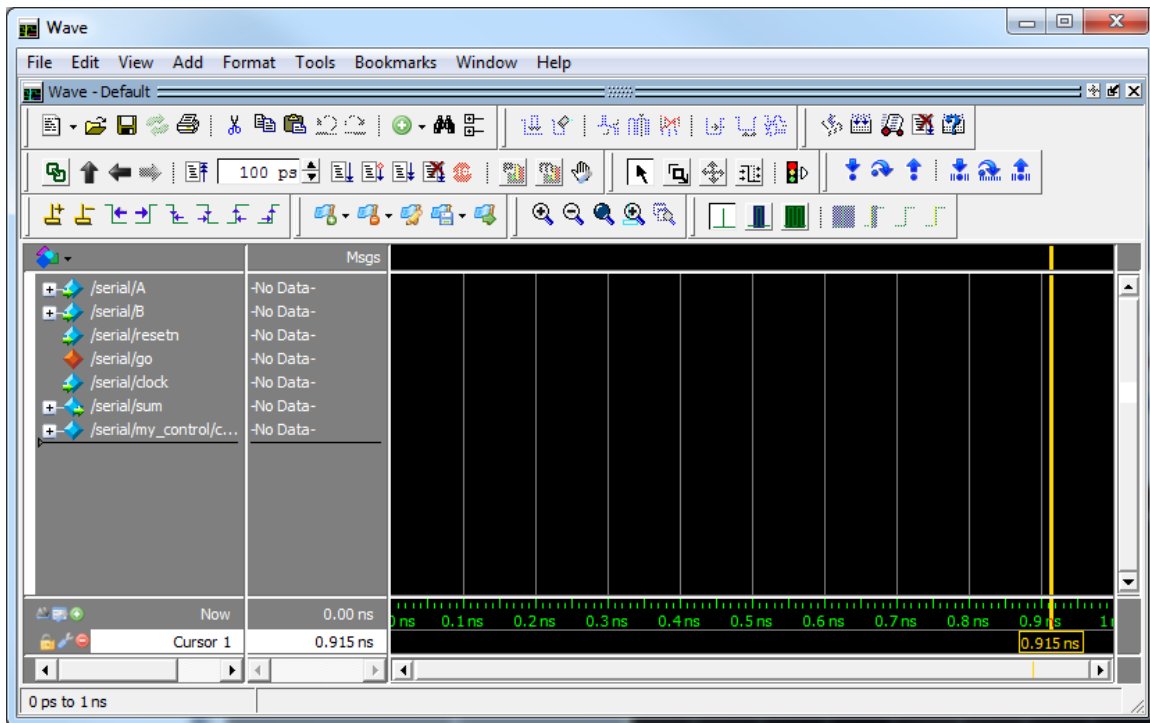 Wave
File Edit View Add Format Tools Bookmarks Window Help
Wave - Default
100 ps
Msgs
/serial/A -No Data-
/serial/B -No Data-
/serial/resetn -No Data-
/serial/go -No Data-
/serial/clock -No Data-
/serial/sum -No Data-
/serial/my_control/c... -No Data-
Now 0.00 ns
0.1 ns 0.2 ns 0.3 ns 0.4 ns 0.5 ns 0.6 ns 0.7 ns 0.8 ns 0.9 ns 1
Cursor 1 0.915 ns 0.915 ns
0 ps to 1 ns